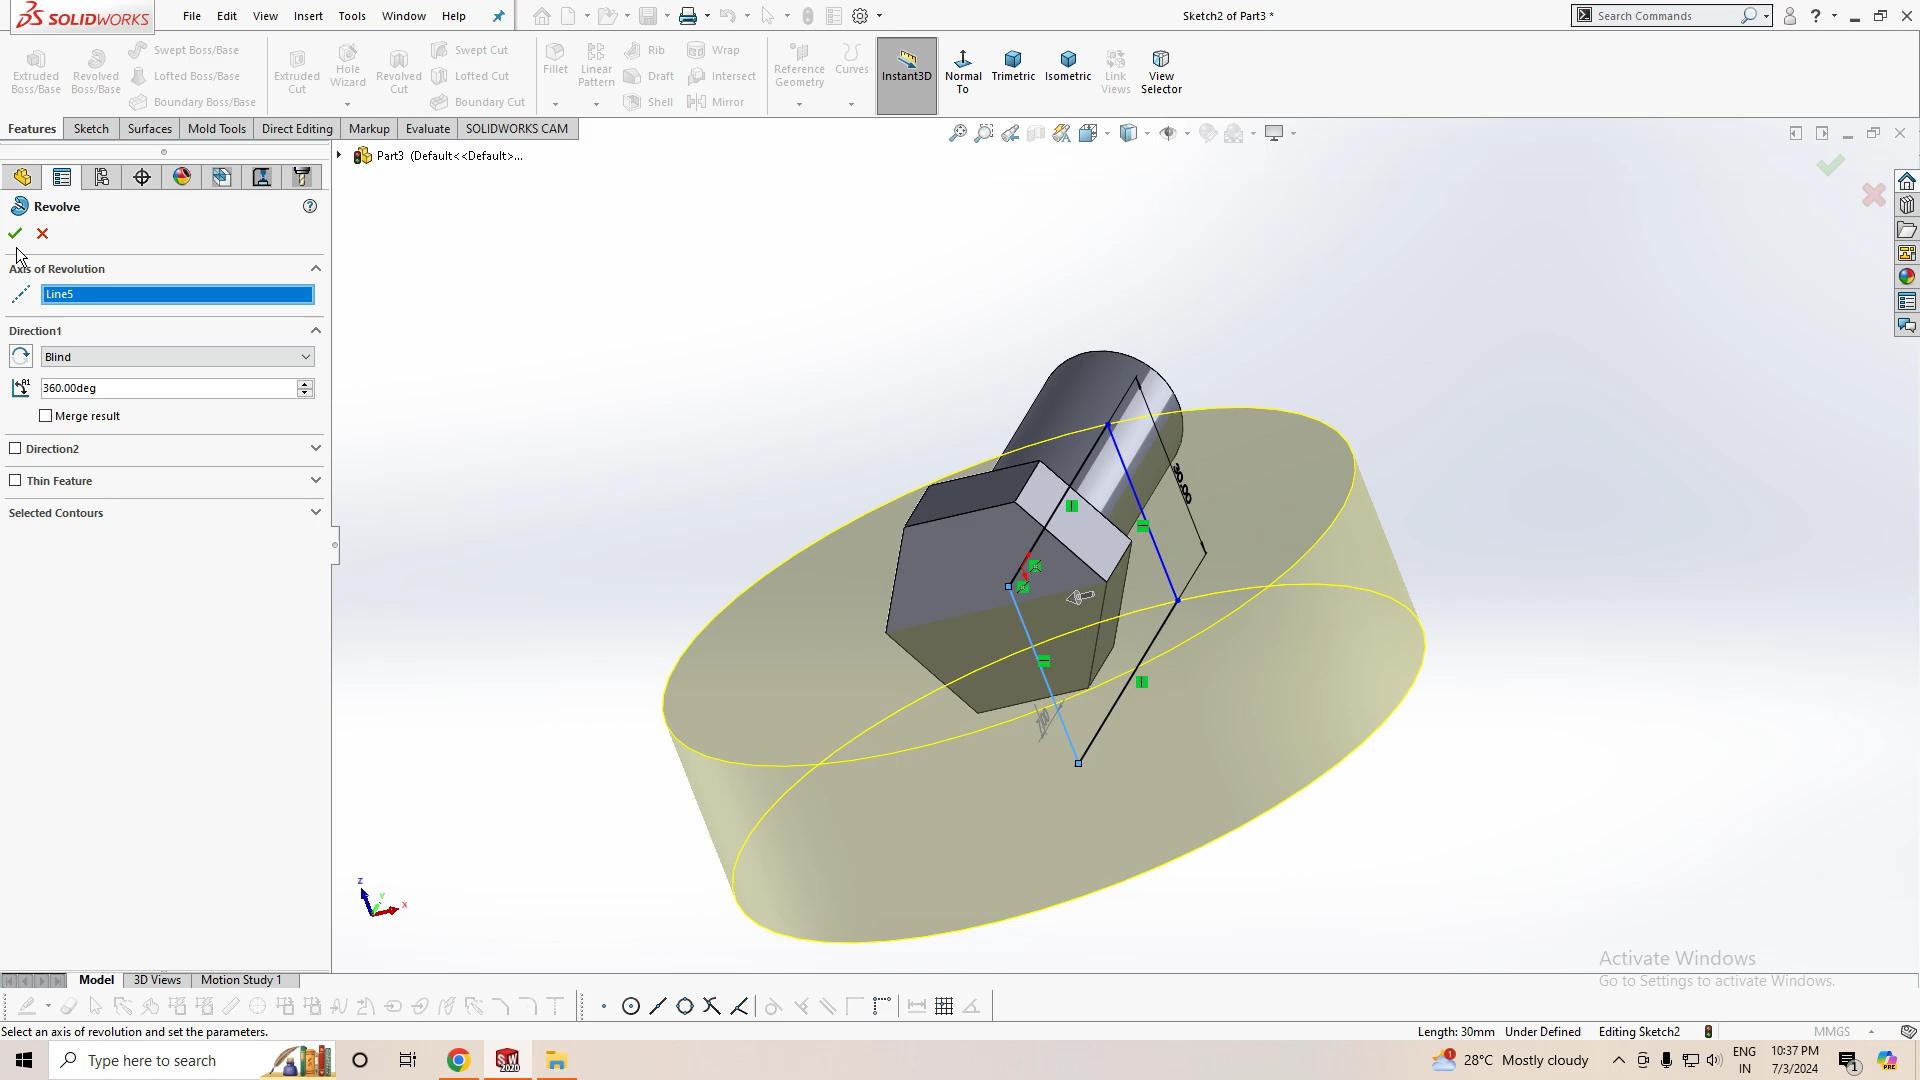 SOLIDWORKS File Edit View Insert Tools Window Help Sketch2 of Part3 * Search Commands
Extruded Boss/Base
Revolved Boss/Base
Swept Boss/Base
Lofted Boss/Base
Boundary Boss/Base
Extruded Cut
Hole Wizard
Revolved Cut
Swept Cut
Lofted Cut
Boundary Cut
Fillet
Linear Pattern
Rib
Draft
Shell
Wrap
Intersect
Mirror
Reference Geometry
Curves
Instant3D
Normal To
Trimetric
Isometric
Link Views
View Selector
Features Sketch Surfaces Mold Tools Direct Editing Markup Evaluate SOLIDWORKS CAM
Part3 (Default<<Default>...
Revolve
Axis of Revolution
Line5
Direction1
Blind
360.00deg
Merge result
Direction2
Thin Feature
Selected Contours
30.00
Z
Y
X
Activate Windows
Go to Settings to activate Windows.
Model 3D Views Motion Study 1
Select an axis of revolution and set the parameters. Length: 30mm Under Defined Editing Sketch2 MMGS
Type here to search
28°C Mostly cloudy
ENG
IN
10:37 PM
7/3/2024
1